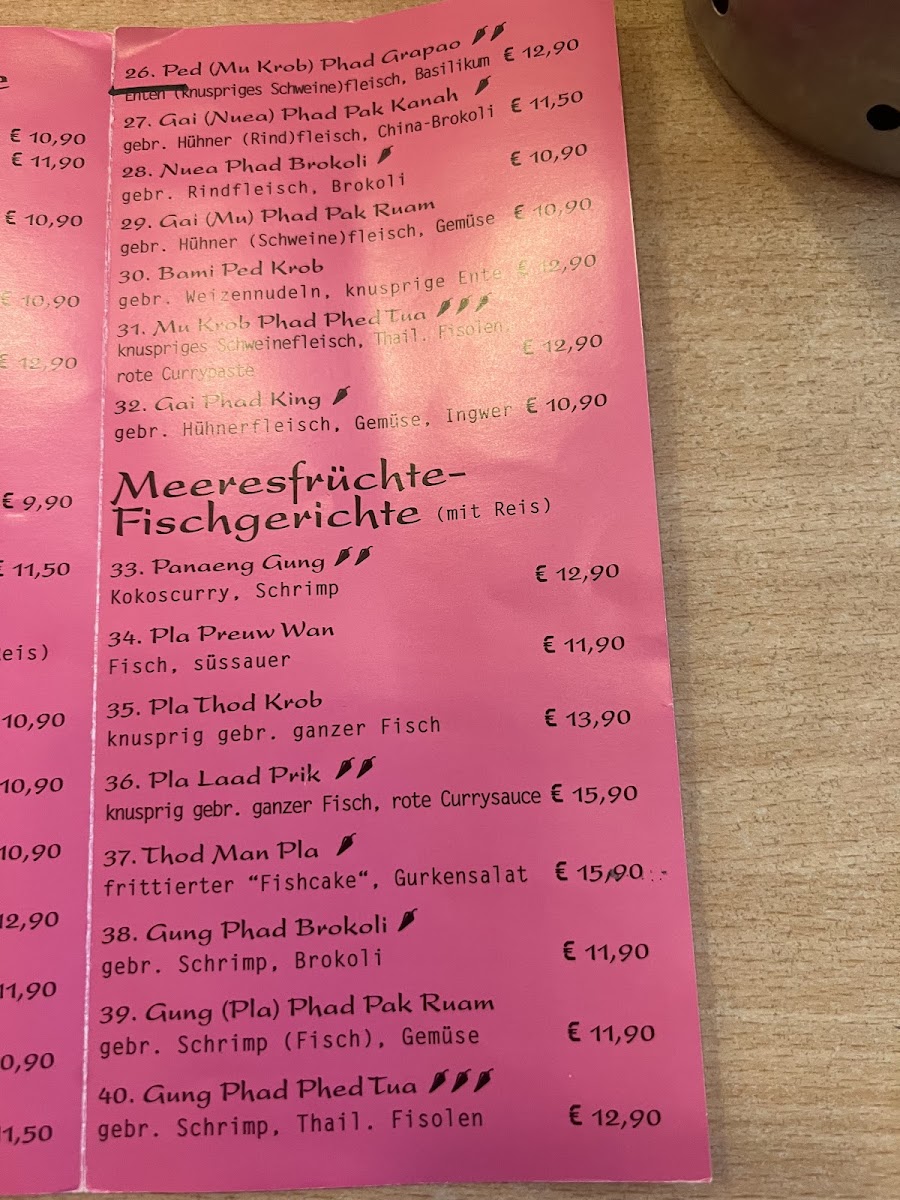 e
€ 10,90
€ 11,90
€ 10,90
€ 10,90
€ 12,90
€ 9,90
€ 11,50
eis)
10,90
10,90
10,90
12,90
11,90
0,90
11,50
26. Ped (Mu Krob) Phad Grapao € 12,90
Enten (knuspriges Schweine)fleisch, Basilikum
27. Gai (Nuea) Phad Pak Kanah € 11,50
gebr. Hühner (Rind)fleisch, China-Brokoli
28. Nuea Phad Brokoli € 10,90
gebr. Rindfleisch, Brokoli
29. Gai (Mu) Phad Pak Ruam € 10,90
gebr. Hühner (Schweine)fleisch, Gemüse
30. Bami Ped Krob
gebr. Weizennudeln, knusprige Ente € 12,90
31. Mu Krob Phad Phed Tua
knuspriges Schweinefleisch, Thail. Fisolen,
rote Currypaste € 12,90
32. Gai Phad King
gebr. Hühnerfleisch, Gemüse, Ingwer € 10,90
Meeresfrüchte-
Fischgerichte (mit Reis)
33. Panaeng Gung € 12,90
Kokoscurry, Schrimp
34. Pla Preuw Wan € 11,90
Fisch, süssauer
35. Pla Thod Krob € 13,90
knusprig gebr. ganzer Fisch
36. Pla Laad Prik
knusprig gebr. ganzer Fisch, rote Currysauce € 15,90
37. Thod Man Pla
frittierter “Fishcake“, Gurkensalat € 15,90
38. Gung Phad Brokoli € 11,90
gebr. Schrimp, Brokoli
39. Gung (Pla) Phad Pak Ruam
gebr. Schrimp (Fisch), Gemüse € 11,90
40. Gung Phad Phed Tua
gebr. Schrimp, Thail. Fisolen € 12,90